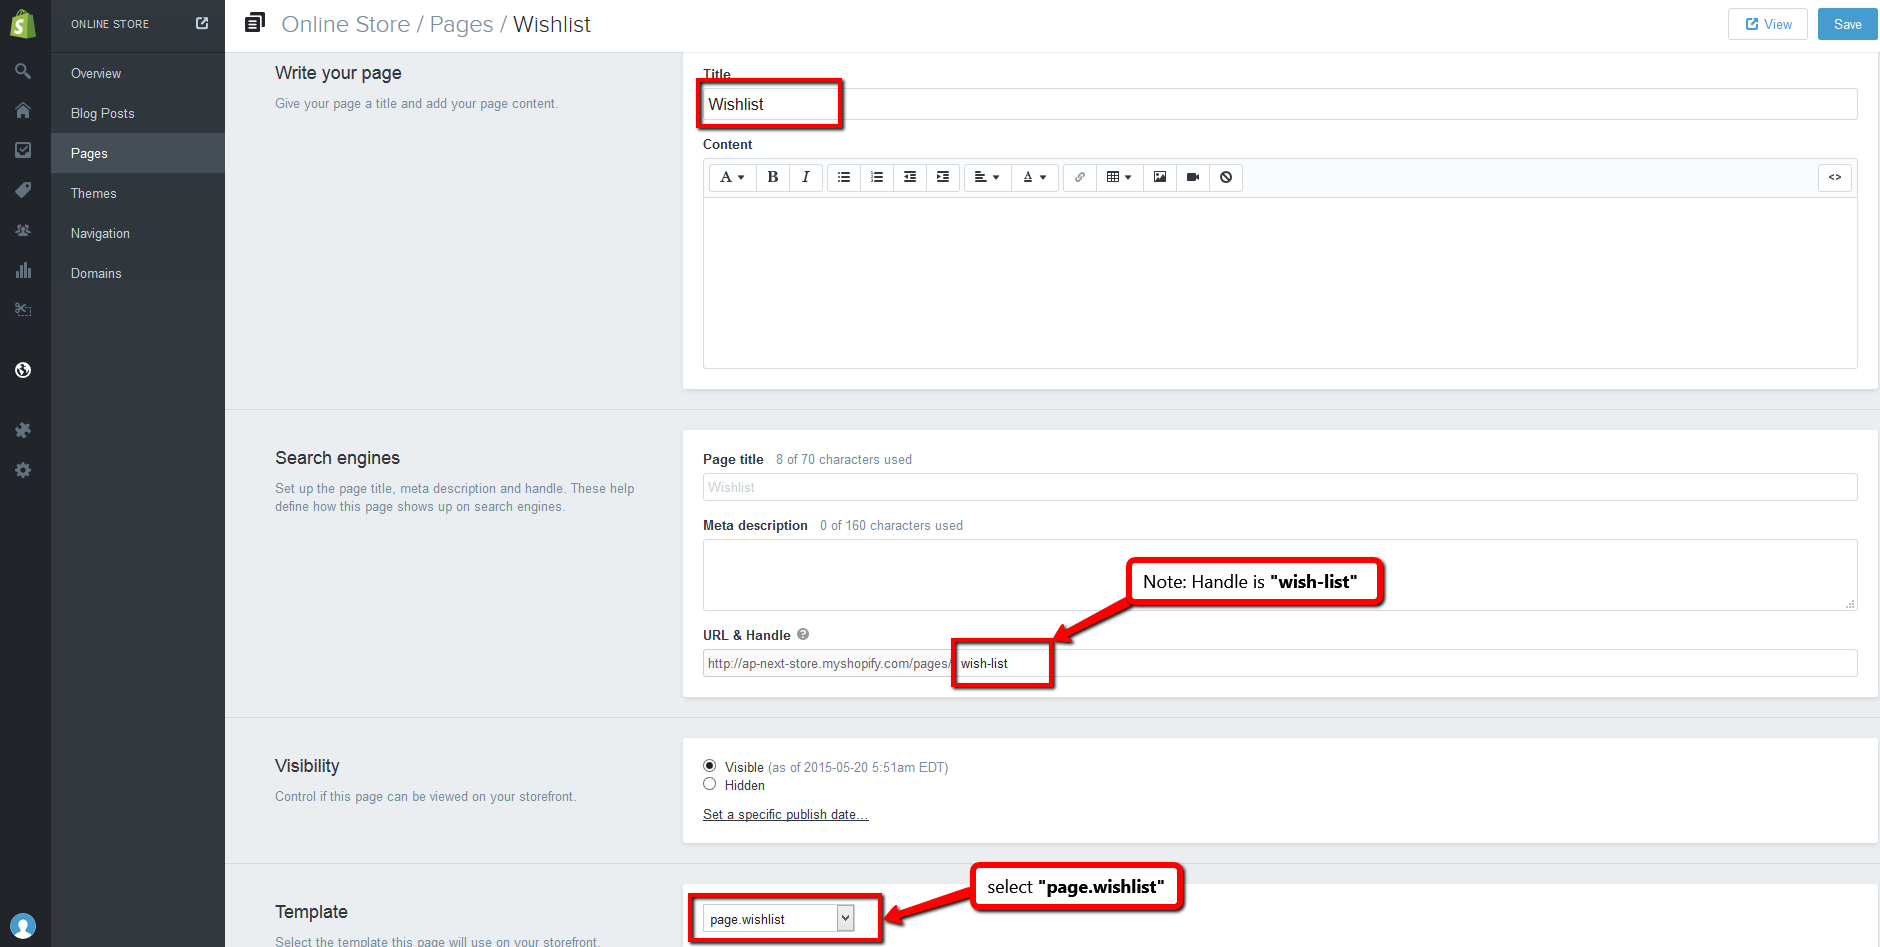 ONLINE STORE
Overview
Blog Posts
Pages
Themes
Navigation
Domains
Online Store / Pages / Wishlist
View
Save
Write your page
Give your page a title and add your page content.
Title
Wishlist
Content
A
B
I
A
<>
Search engines
Set up the page title, meta description and handle. These help
define how this page shows up on search engines.
Page title 8 of 70 characters used
Wishlist
Meta description 0 of 160 characters used
Note: Handle is "wish-list"
URL & Handle ?
http://ap-next-store.myshopify.com/pages/ wish-list
Visibility
Control if this page can be viewed on your storefront.
Visible (as of 2015-05-20 5:51am EDT)
Hidden
Set a specific publish date...
select "page.wishlist"
Template
Select the template this page will use on your storefront.
page.wishlist